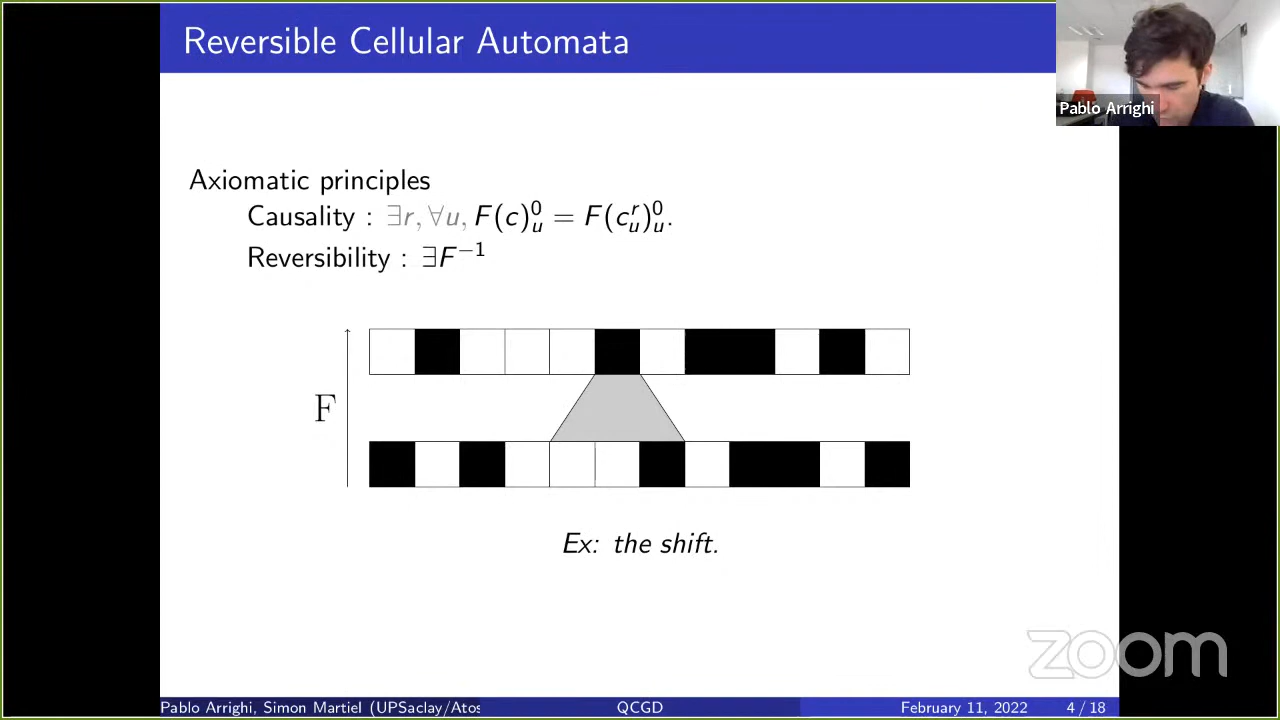 Reversible Cellular Automata
Pablo Arrighi
Axiomatic principles
Causality : ∃r, ∀u, F(c)⁰ᵤ = F(cʳᵤ)⁰ᵤ.
Reversibility : ∃F⁻¹
F
Ex: the shift.
zoom
Pablo Arrighi, Simon Martiel (UPSaclay/Atos
QCGD
February 11, 2022
4 / 18